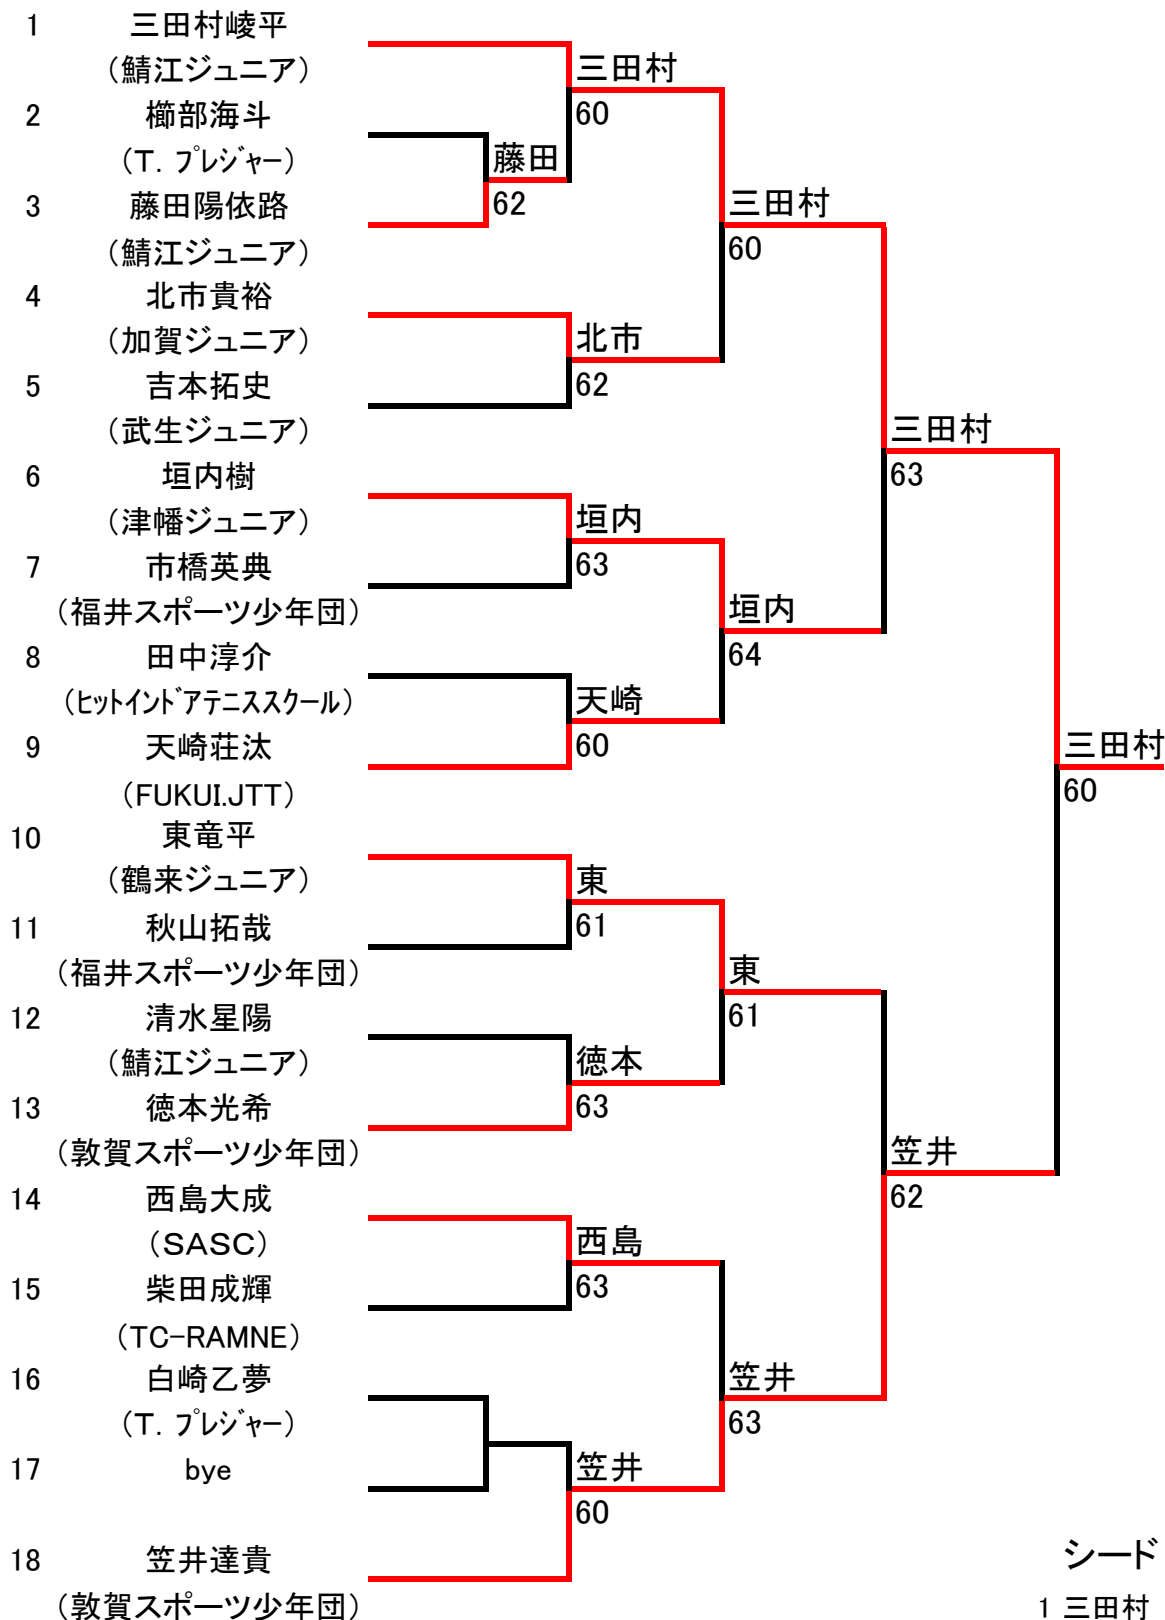 1 三田村崚平
（鯖江ジュニア）
三田村
2 櫛部海斗
60
（T．プレジャー）
藤田
3 藤田陽依路
62
三田村
（鯖江ジュニア）
60
4 北市貴裕
（加賀ジュニア）
北市
5 吉本拓史
62
（武生ジュニア）
三田村
6 垣内樹
63
（津幡ジュニア）
垣内
7 市橋英典
63
（福井スポーツ少年団）
垣内
8 田中淳介
64
（ヒットインドアテニススクール）
天崎
9 天崎荘汰
60
三田村
（FUKUI.JTT）
60
10 東竜平
（鶴来ジュニア）
東
11 秋山拓哉
61
（福井スポーツ少年団）
東
12 清水星陽
61
（鯖江ジュニア）
徳本
13 徳本光希
63
（敦賀スポーツ少年団）
笠井
14 西島大成
62
（SASC）
西島
15 柴田成輝
63
（TC-RAMNE）
16 白崎乙夢
笠井
（T．プレジャー）
63
17 bye
笠井
60
18 笠井達貴
シード
（敦賀スポーツ少年団）
1 三田村